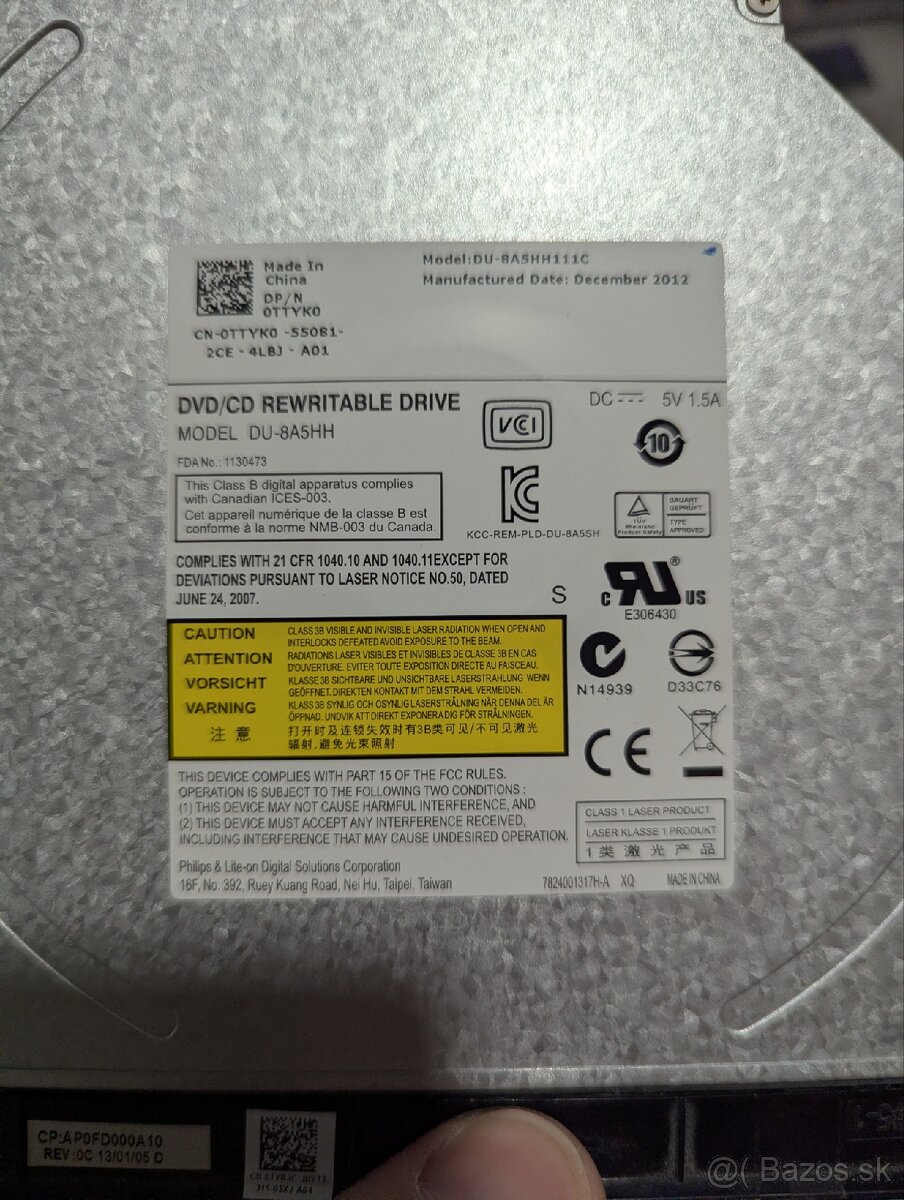 Made In
China
DP/N
0TTYK0
CN-0TTYK0 -55081-
2CE - 4LBJ - A01
Model:DU-8A5HH111C
Manufactured Date: December 2012
DVD/CD REWRITABLE DRIVE
MODEL DU-8A5HH
FDA No.: 1130473
VCI
DC 5V 1.5A
10
This Class B digital apparatus complies
with Canadian ICES-003.
Cet appareil numérique de la classe B est
conforme à la norme NMB-003 du Canada.
KCC-REM-PLD-DU-8A5SH
TÜV
Rheinland
Product Safety
BAUART
GEPRÜFT
TYPE
APPROVED
COMPLIES WITH 21 CFR 1040.10 AND 1040.11EXCEPT FOR
DEVIATIONS PURSUANT TO LASER NOTICE NO.50, DATED
JUNE 24, 2007.
S
c RU ® US
E306430
N14939
D33C76
CAUTION CLASS 3B VISIBLE AND INVISIBLE LASER RADIATION WHEN OPEN AND
INTERLOCKS DEFEATED AVOID EXPOSURE TO THE BEAM.
ATTENTION RADIATIONS LASER VISIBLES ET INVISIBLES DE CLASSE 3B EN CAS
D'OUVERTURE. EVITER TOUTE EXPOSITION DIRECTE AU FAISCEAU.
VORSICHT KLASSE 3B SICHTBARE UND UNSICHTBARE LASERSTRAHLUNG WENN
GEÖFFNET. DIREKTEN KONTAKT MIT DEM STRAHL VERMEIDEN.
VARNING KLASS 3B SYNLIG OCH OSYNLIG LASERSTRÅLNING NÄR DENNA DEL ÄR
ÖPPNAD. UNDVIK ATT DIREKT EXPONERA DIG FÖR STRÅLNINGEN.
注 意 打开时及连锁失效时有3B类可见/不可见激光
辐射,避免光束照射
CE
THIS DEVICE COMPLIES WITH PART 15 OF THE FCC RULES.
OPERATION IS SUBJECT TO THE FOLLOWING TWO CONDITIONS :
(1) THIS DEVICE MAY NOT CAUSE HARMFUL INTERFERENCE, AND
(2) THIS DEVICE MUST ACCEPT ANY INTERFERENCE RECEIVED,
INCLUDING INTERFERENCE THAT MAY CAUSE UNDESIRED OPERATION.
CLASS 1 LASER PRODUCT
LASER KLASSE 1 PRODUKT
1 类 激 光 产 品
Philips & Lite-on Digital Solutions Corporation
16F, No. 392, Ruey Kuang Road, Nei Hu, Taipei, Taiwan
7824001317H-A XQ MADE IN CHINA
CP:AP0FD000A10
REV:0C 13/01/05 D
@( Bazos.sk